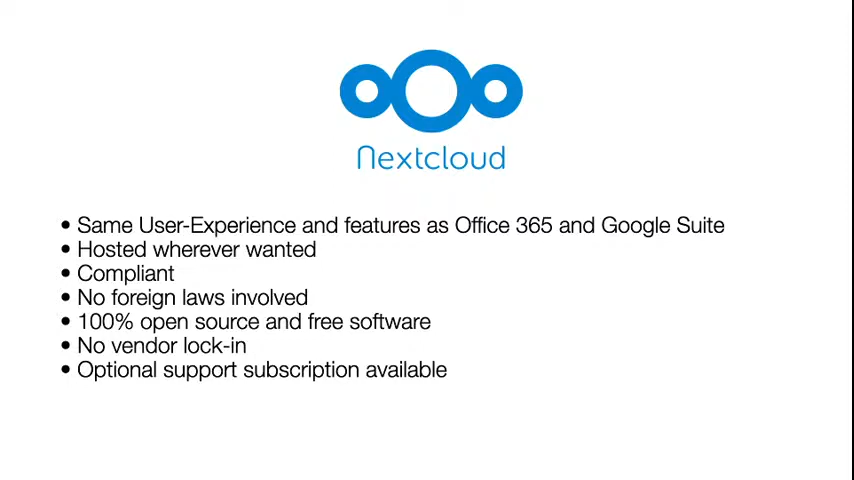 Nextcloud
• Same User-Experience and features as Office 365 and Google Suite
• Hosted wherever wanted
• Compliant
• No foreign laws involved
• 100% open source and free software
• No vendor lock-in
• Optional support subscription available